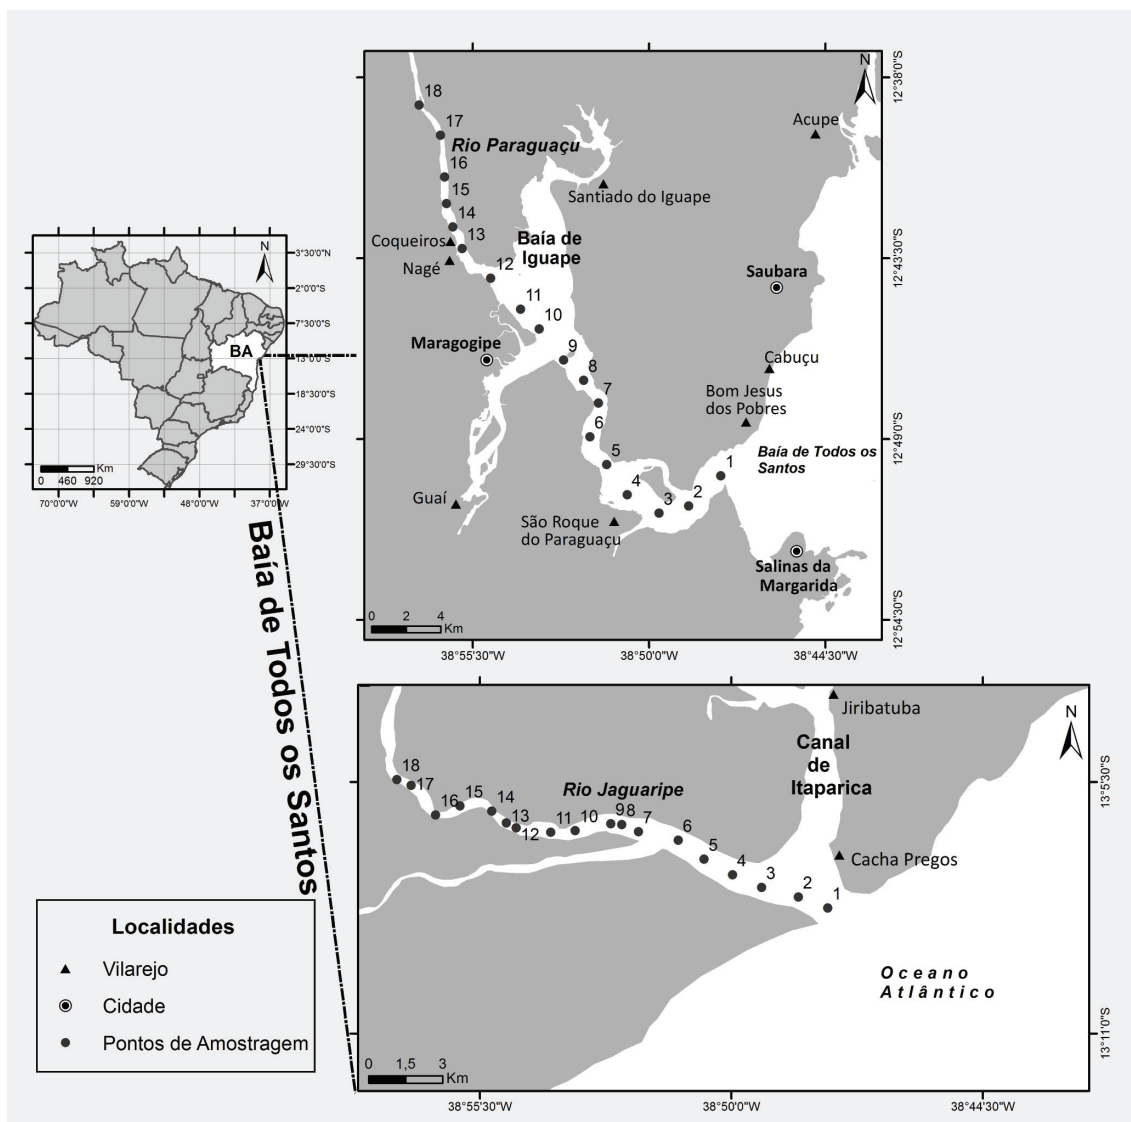 N
12°38'0"S
18
Acupe
17
Rio Paraguaçu
16
Santiado do Iguape
15
14
Coqueiros
13
Baía de
Iguape
Nagé
12
12°43'30"S
Saubara
11
10
Maragogipe
9
Cabuçu
8
7
Bom Jesus
dos Pobres
6
12°49'0"S
5
Baía de Todos os
Santos
1
4
3
2
Guaí
São Roque
do Paraguaçu
Salinas da
Margarida
0 2 4
Km
12°54'30"S
38°55'30"W 38°50'0"W 38°44'30"W
N
3°30'0"N
2°0'0"S
7°30'0"S
BA
13°0'0"S
18°30'0"S
24°0'0"S
29°30'0"S
Km
0 460 920
70°0'0"W 59°0'0"W 48°0'0"W 37°0'0"W
Baía de Todos os Santos
Jiribatuba
N
Canal
de
Itaparica
18
17
Rio Jaguaripe
13°5'30"S
16
15
14
13
12
11
10
9
8
7
6
5
Cacha Pregos
4
3
2
1
Oceano
Atlântico
13°11'0"S
0 1,5 3
Km
38°55'30"W 38°50'0"W 38°44'30"W
Localidades
Vilarejo
Cidade
Pontos de Amostragem